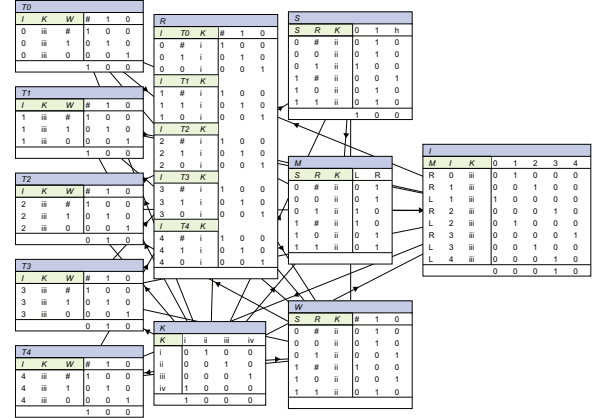 T0
I K W # 1 0
0 iii # 1 0 0
0 iii 1 0 1 0
0 iii 0 0 0 1
1 0 0
T1
I K W # 1 0
1 iii # 1 0 0
1 iii 1 0 1 0
1 iii 0 0 0 1
1 0 0
T2
I K W # 1 0
2 iii # 1 0 0
2 iii 1 0 1 0
2 iii 0 0 0 1
0 1 0
T3
I K W # 1 0
3 iii # 1 0 0
3 iii 1 0 1 0
3 iii 0 0 0 1
0 1 0
T4
I K W # 1 0
4 iii # 1 0 0
4 iii 1 0 1 0
4 iii 0 0 0 1
1 0 0
R
I T0 K # 1 0
0 # i 1 0 0
0 1 i 0 1 0
0 0 i 0 0 1
I T1 K
1 # i 1 0 0
1 1 i 0 1 0
1 0 i 0 0 1
I T2 K
2 # i 1 0 0
2 1 i 0 1 0
2 0 i 0 0 1
I T3 K
3 # i 1 0 0
3 1 i 0 1 0
3 0 i 0 0 1
I T4 K
4 # i 1 0 0
4 1 i 0 1 0
4 0 i 0 0 1
K
K i ii iii iv
i 0 1 0 0
ii 0 0 1 0
iii 0 0 0 1
iv 1 0 0 0
1 0 0 0
S
S R K 0 1 h
0 # ii 0 1 0
0 0 ii 0 1 0
0 1 ii 1 0 0
1 # ii 0 0 1
1 0 ii 0 1 0
1 1 ii 0 1 0
1 0 0
M
S R K L R
0 # ii 0 1
0 0 ii 0 1
0 1 ii 0 1
1 # ii 1 0
1 0 ii 0 1
1 1 ii 0 1
W
S R K # 1 0
0 # ii 0 1 0
0 0 ii 0 0 1
0 1 ii 0 0 1
1 # ii 1 0 0
1 0 ii 0 0 1
1 1 ii 0 1 0
I
M I K 0 1 2 3 4
R 0 iii 0 1 0 0 0
R 1 iii 0 0 1 0 0
L 1 iii 1 0 0 0 0
R 2 iii 0 0 0 1 0
L 2 iii 0 1 0 0 0
R 3 iii 0 0 0 0 1
L 3 iii 0 0 1 0 0
L 4 iii 0 0 0 1 0
0 0 0 1 0